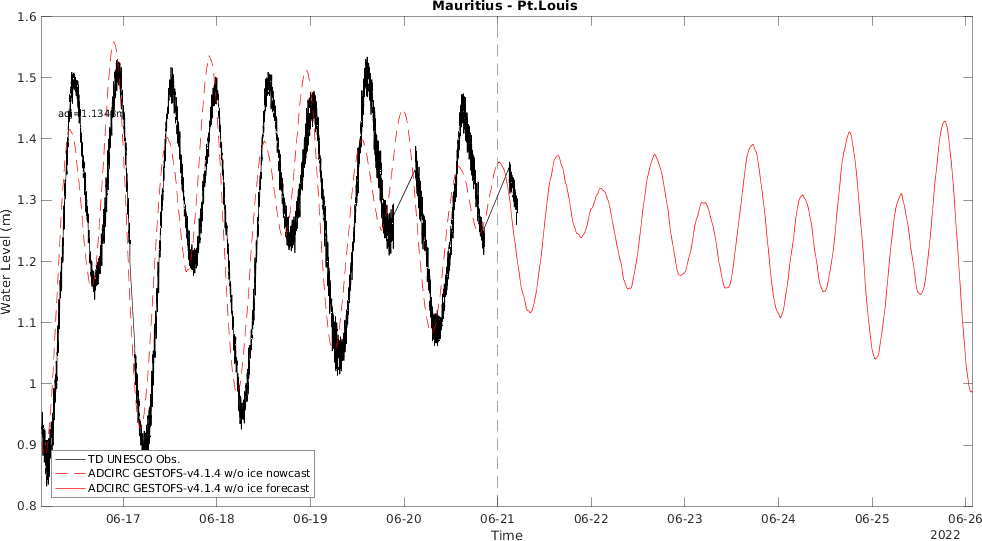 Mauritius - Pt.Louis
1.6
1.5
1.4
1.3
1.2
1.1
1
0.9
0.8
Water Level (m)
TD UNESCO Obs.
ADCIRC GESTOFS-v4.1.4 w/o ice nowcast
ADCIRC GESTOFS-v4.1.4 w/o ice forecast
06-17 06-18 06-19 06-20 06-21 06-22 06-23 06-24 06-25 06-26
Time
2022